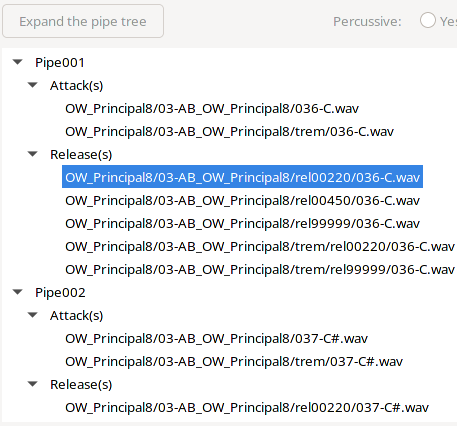 Expand the pipe tree
Percussive:
Pipe001
Attack(s)
OW_Principal8/03-AB_OW_Principal8/036-C.wav
OW_Principal8/03-AB_OW_Principal8/trem/036-C.wav
Release(s)
OW_Principal8/03-AB_OW_Principal8/rel00220/036-C.wav
OW_Principal8/03-AB_OW_Principal8/rel00450/036-C.wav
OW_Principal8/03-AB_OW_Principal8/rel99999/036-C.wav
OW_Principal8/03-AB_OW_Principal8/trem/rel00220/036-C.wav
OW_Principal8/03-AB_OW_Principal8/trem/rel99999/036-C.wav
Pipe002
Attack(s)
OW_Principal8/03-AB_OW_Principal8/037-C#.wav
OW_Principal8/03-AB_OW_Principal8/trem/037-C#.wav
Release(s)
OW_Principal8/03-AB_OW_Principal8/rel00220/037-C#.wav